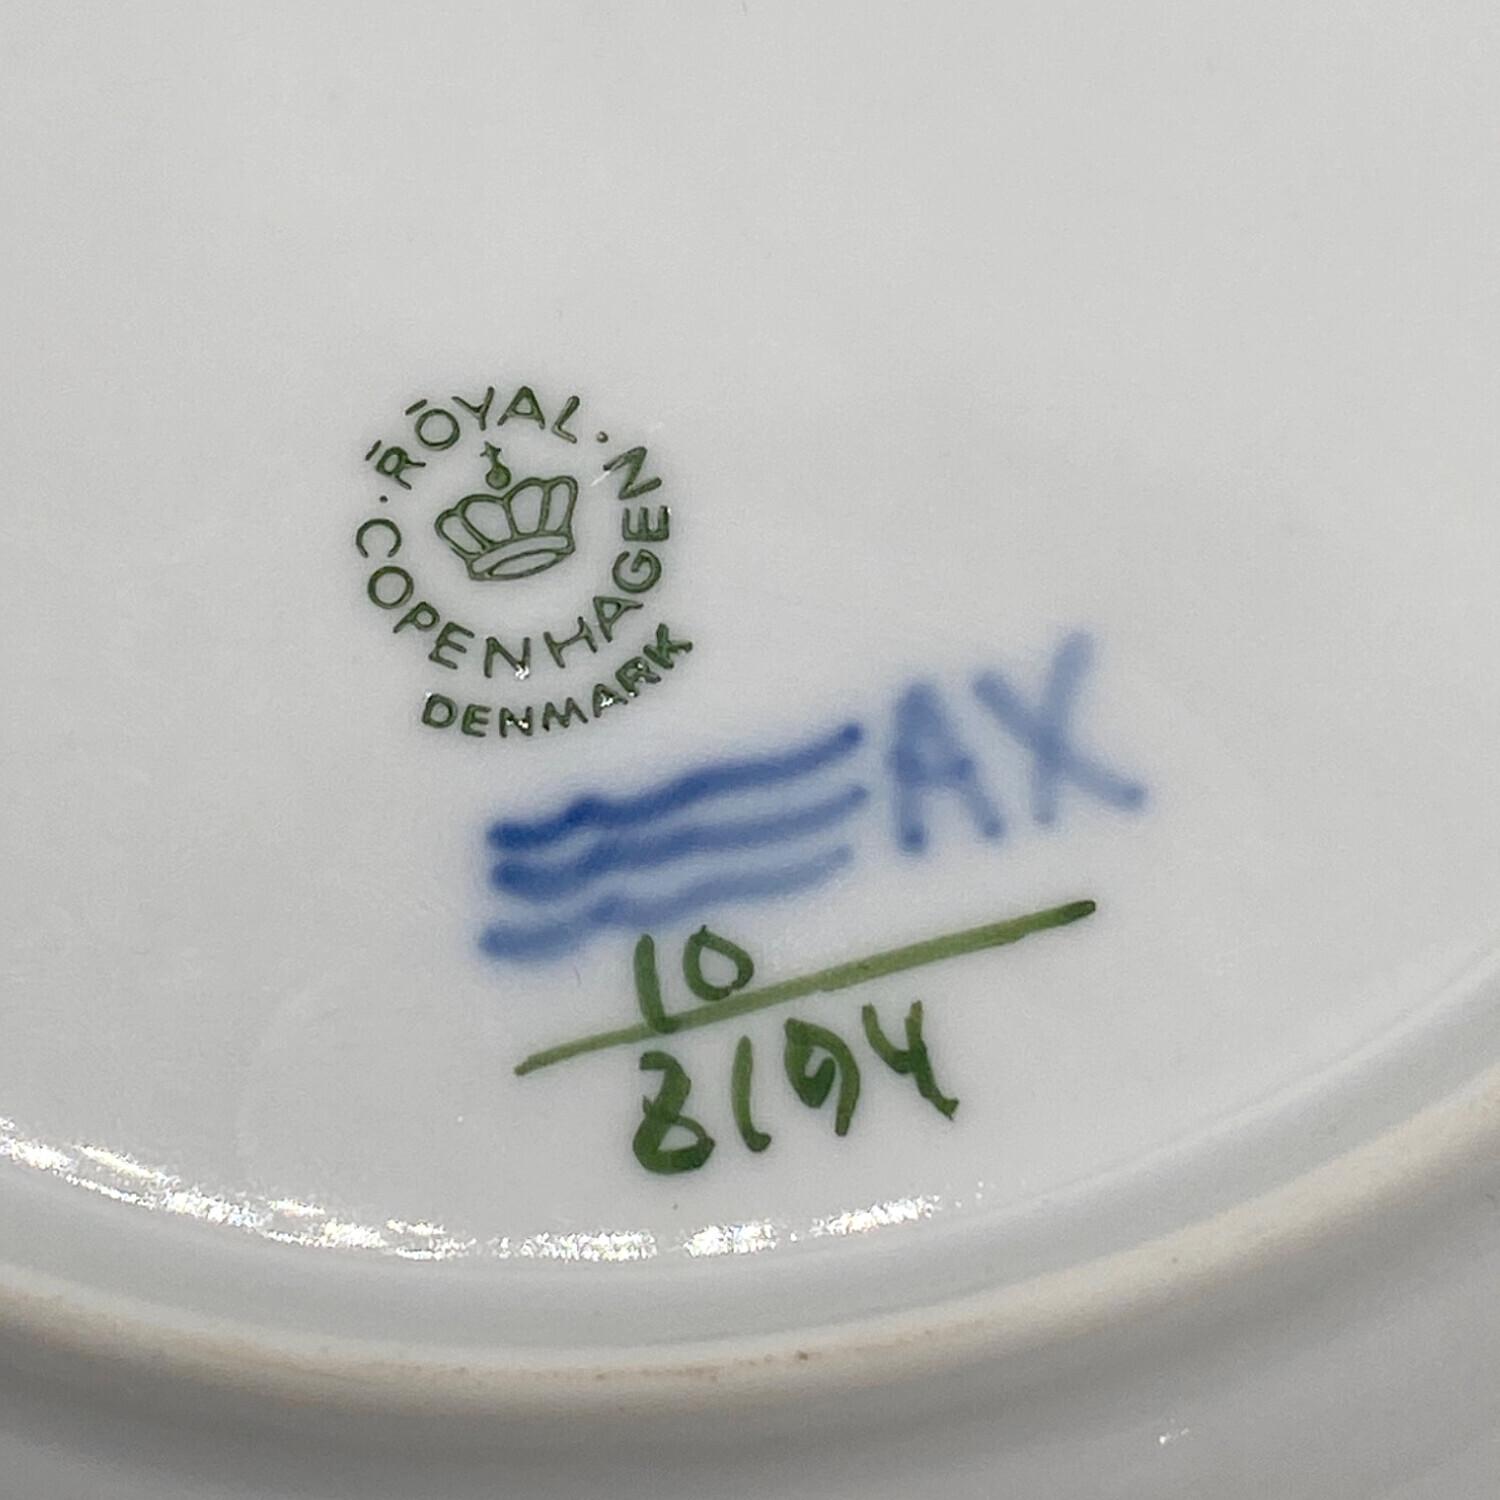 ROYAL
COPENHAGEN
DENMARK
AX
10
8194